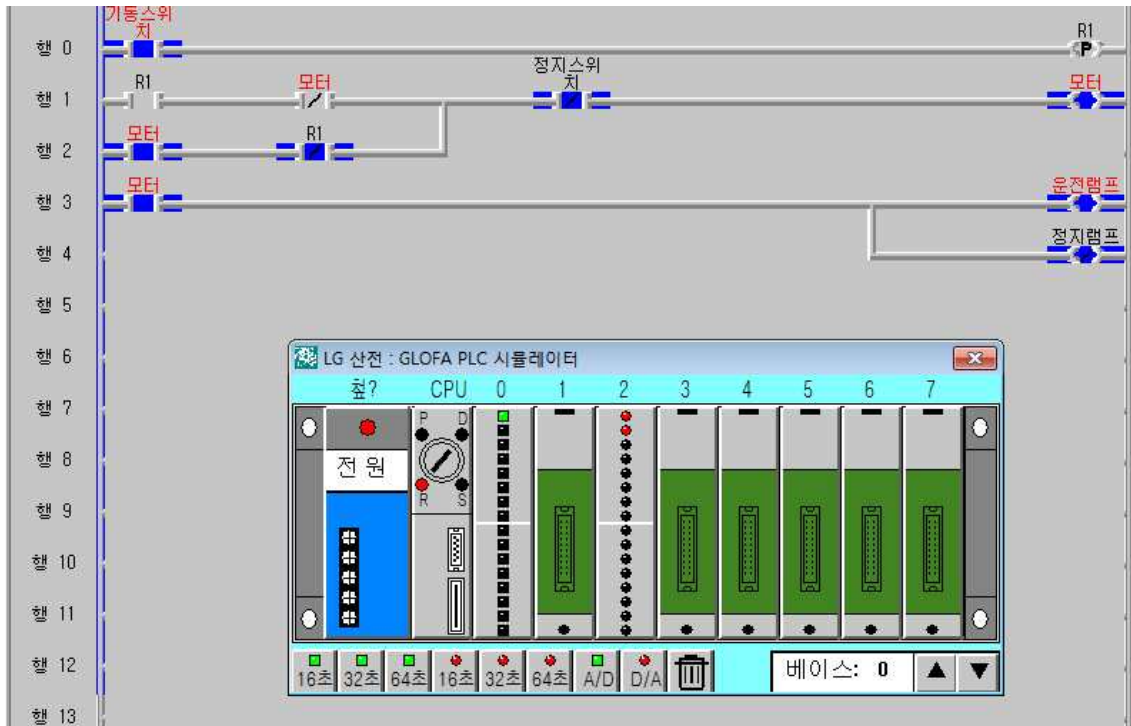 기동스위
치
행 0
R1
P
정지스위
치
행 1
R1
모터
모터
행 2
모터
R1
행 3
모터
운전램프
행 4
정지램프
행 5
행 6
LG 산전 : GLOFA PLC 시뮬레이터
첲? CPU 0 1 2 3 4 5 6 7
행 7
P D
행 8
전 원
R S
행 9
행 10
행 11
행 12
16초 32초 64초 16초 32초 64초 A/D D/A
베이스: 0
행 13